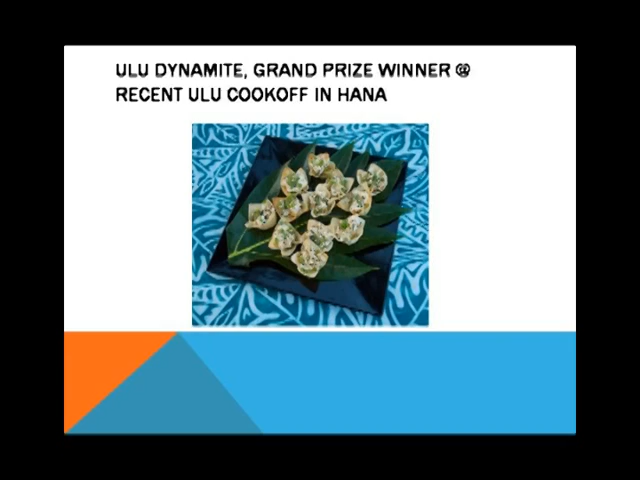 ULU DYNAMITE, GRAND PRIZE WINNER @
RECENT ULU COOKOFF IN HANA